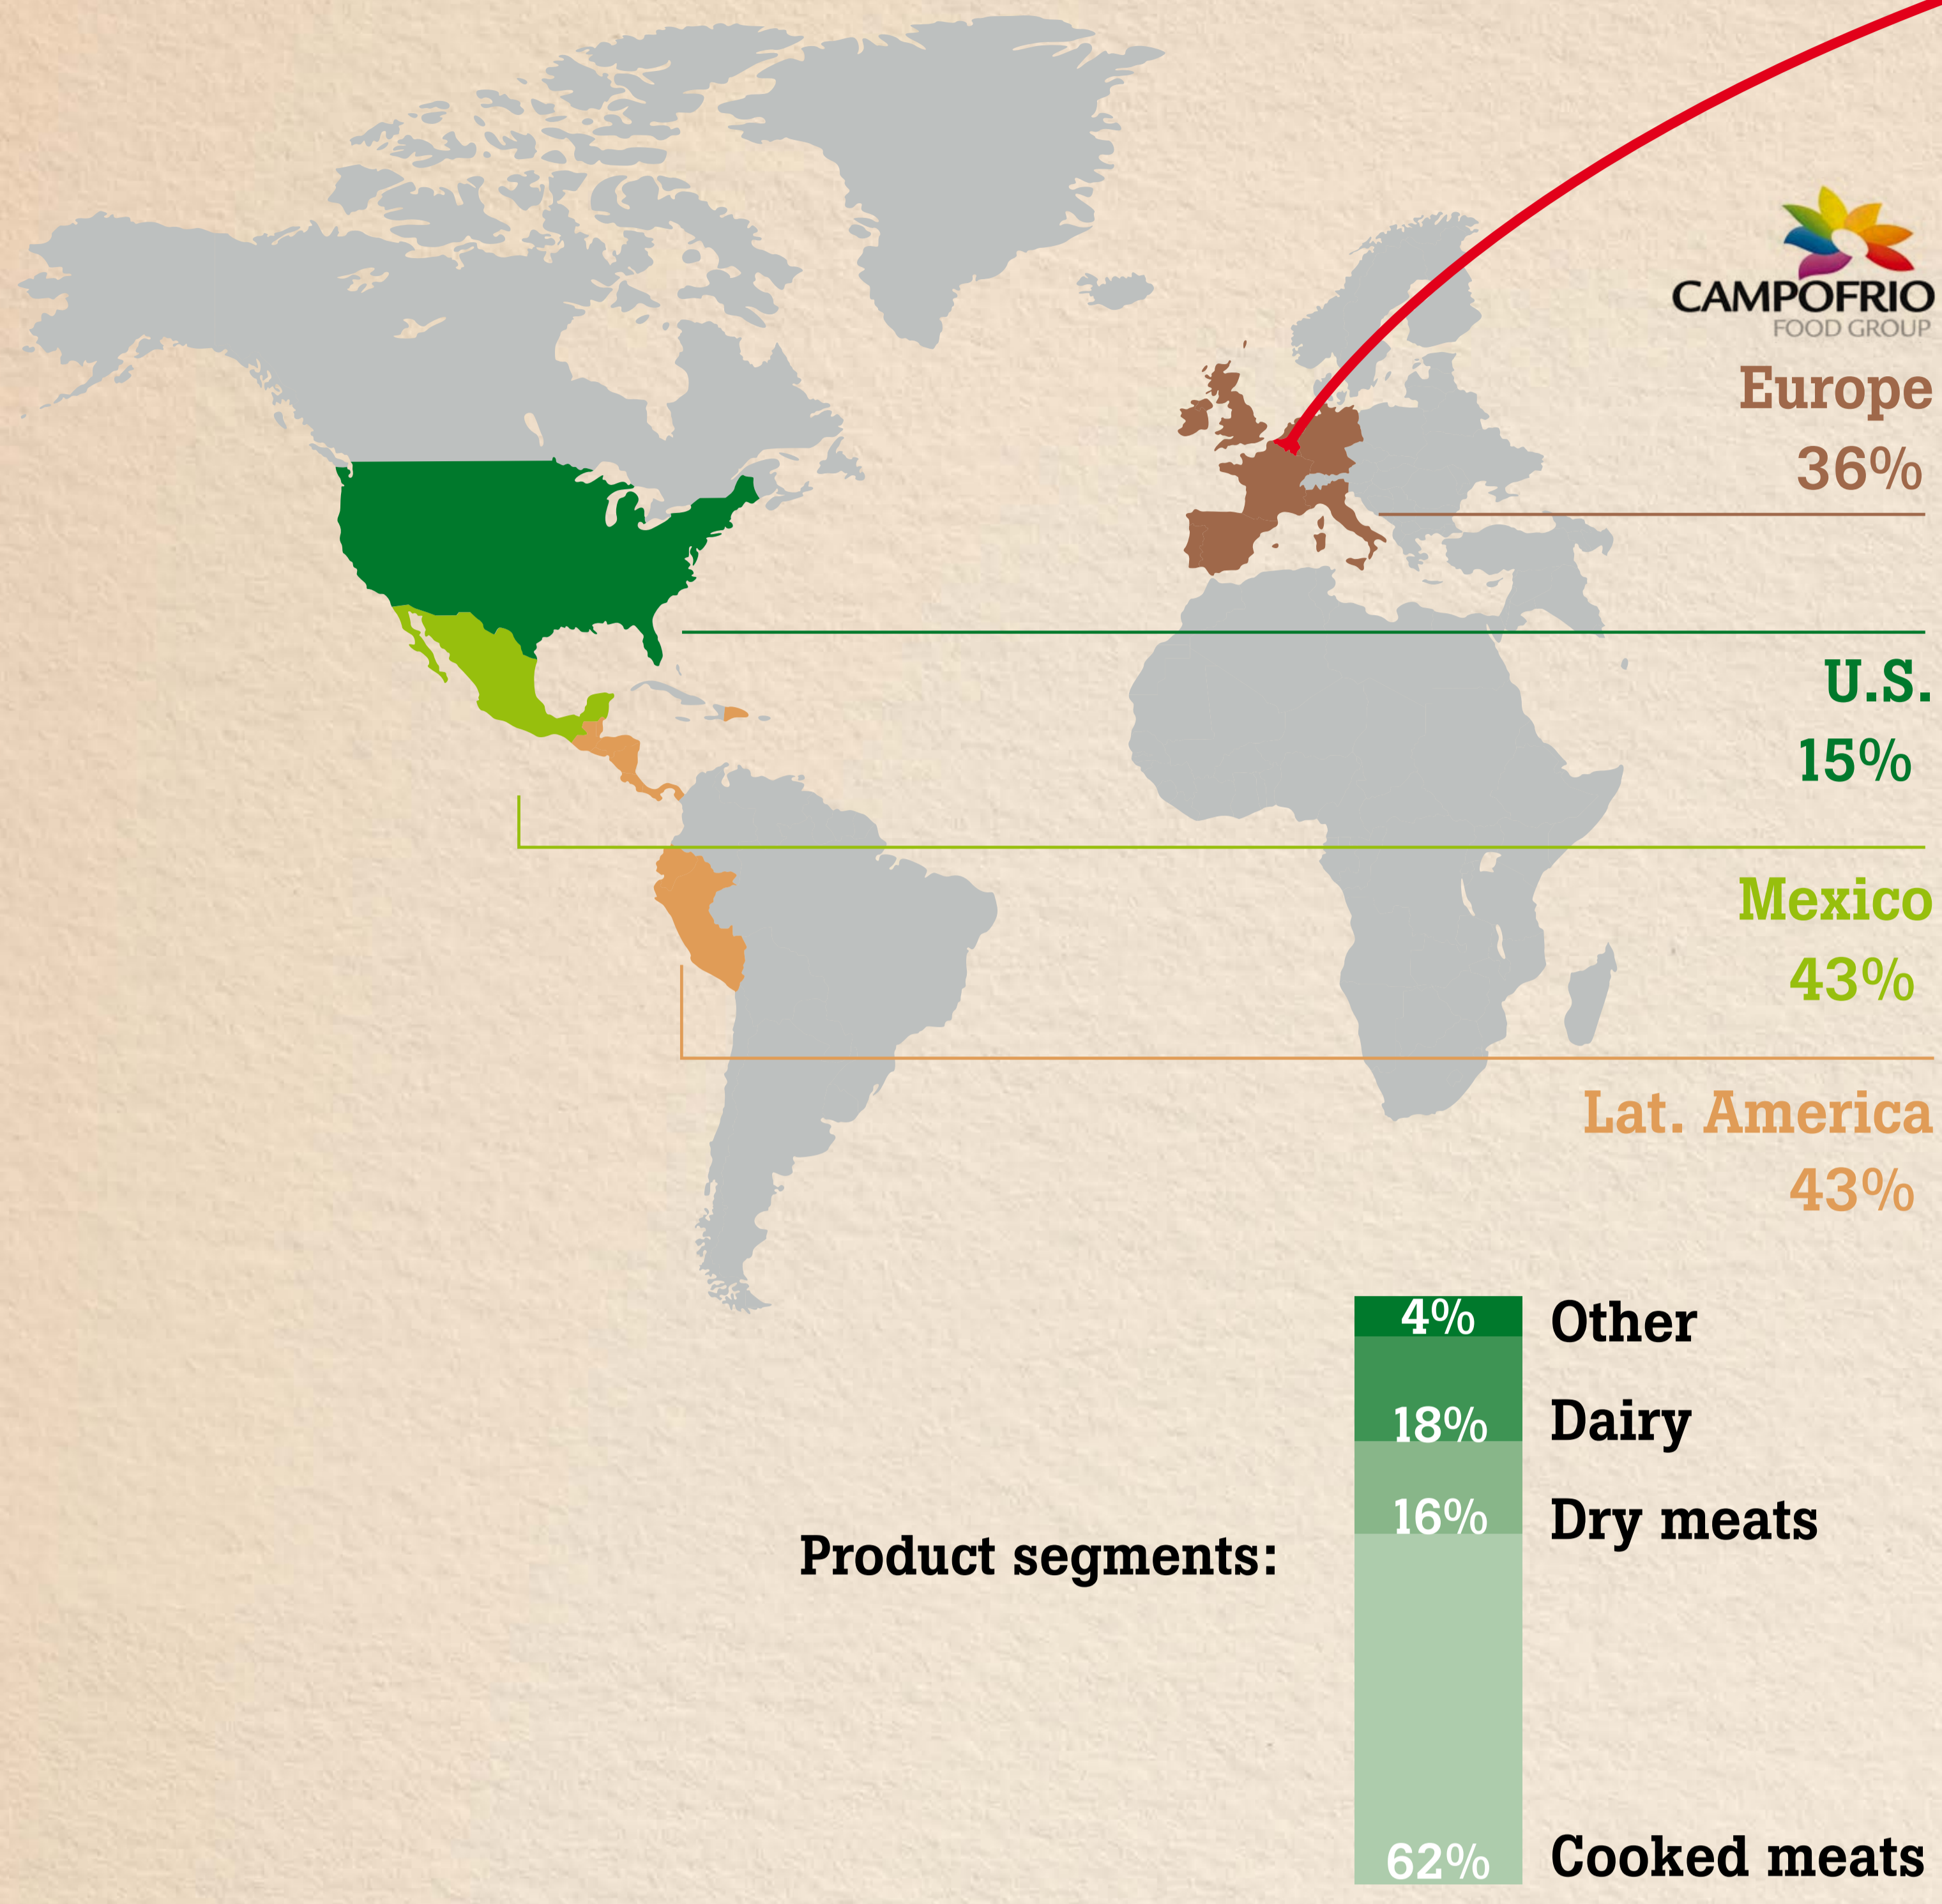 CAMPOFRIO
FOOD GROUP
Europe
36%
U.S.
15%
Mexico
43%
Lat. America
43%
4% Other
18% Dairy
16% Dry meats
Product segments:
62% Cooked meats